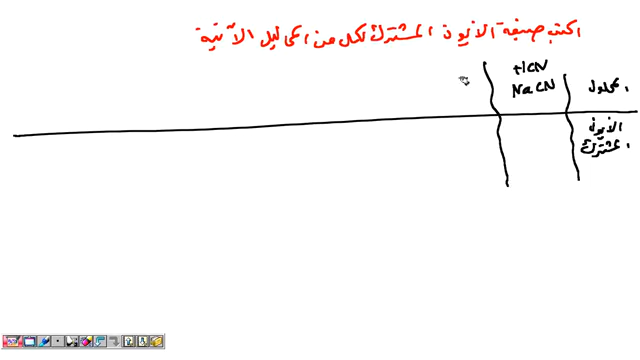 اكتب صيغة الأيون المشترك لكل من المحاليل الآتية
المحلول
HCN
NaCN
الأيون
المشترك